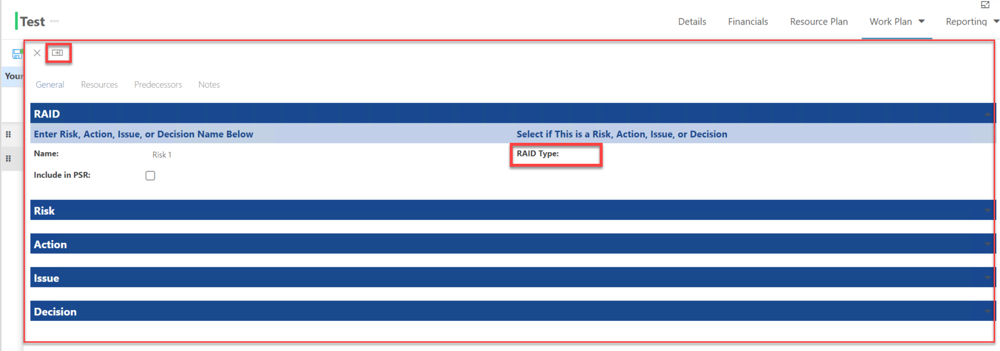 Test
Details Financials Resource Plan Work Plan Reporting
Your
General Resources Predecessors Notes
RAID
Enter Risk, Action, Issue, or Decision Name Below Select if This is a Risk, Action, Issue, or Decision
Name: Risk 1 RAID Type:
Include in PSR:
Risk
Action
Issue
Decision